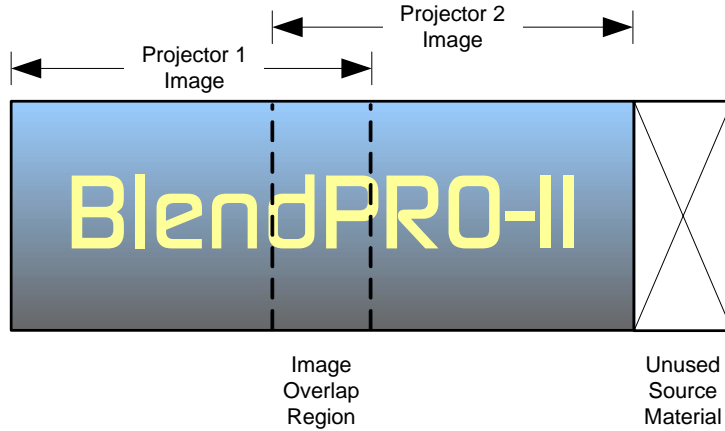 Projector 2
Image
Projector 1
Image
BlendPRO-II
Image
Overlap
Region
Unused
Source
Material